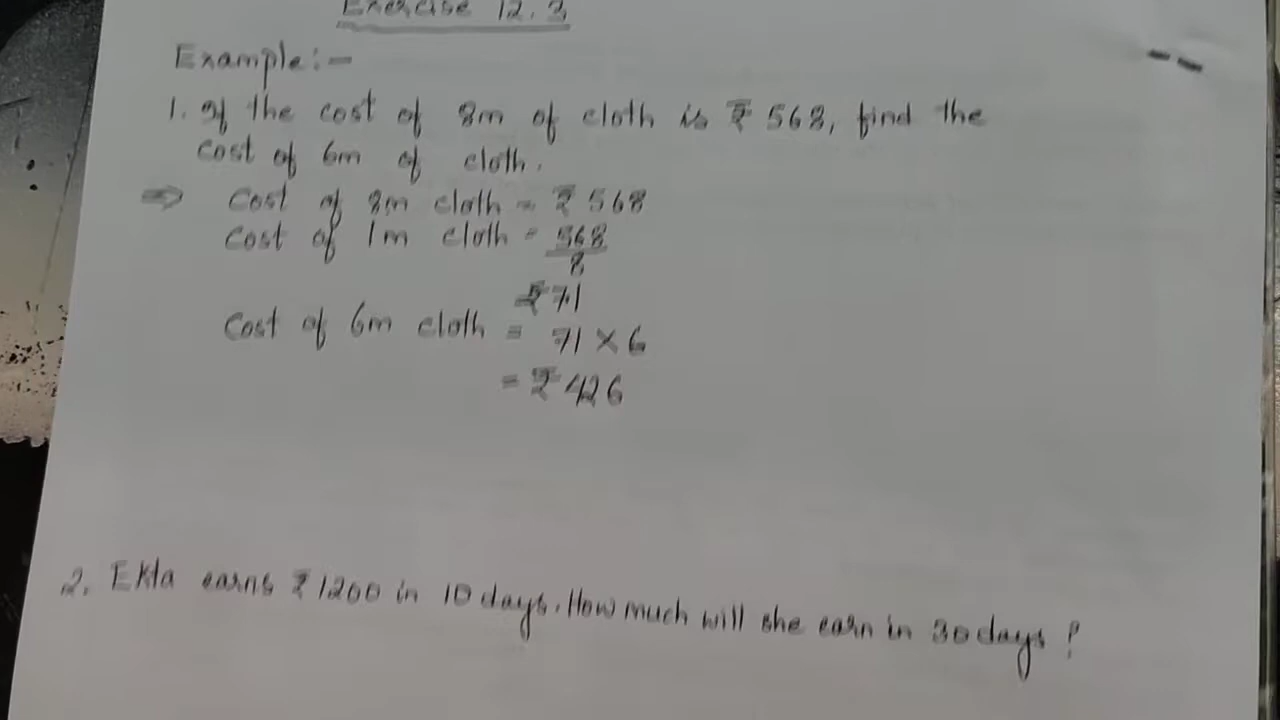 Exercise 12.3
Example:-
1. If the cost of 8m of cloth is ₹ 568, find the
cost of 6m of cloth.
⇒ Cost of 8m cloth = ₹ 568
Cost of 1m cloth = 568
8
= ₹ 71
Cost of 6m cloth = 71 × 6
= ₹ 426
2. Ekta earns ₹ 1200 in 10 days. How much will she earn in 30 days ?